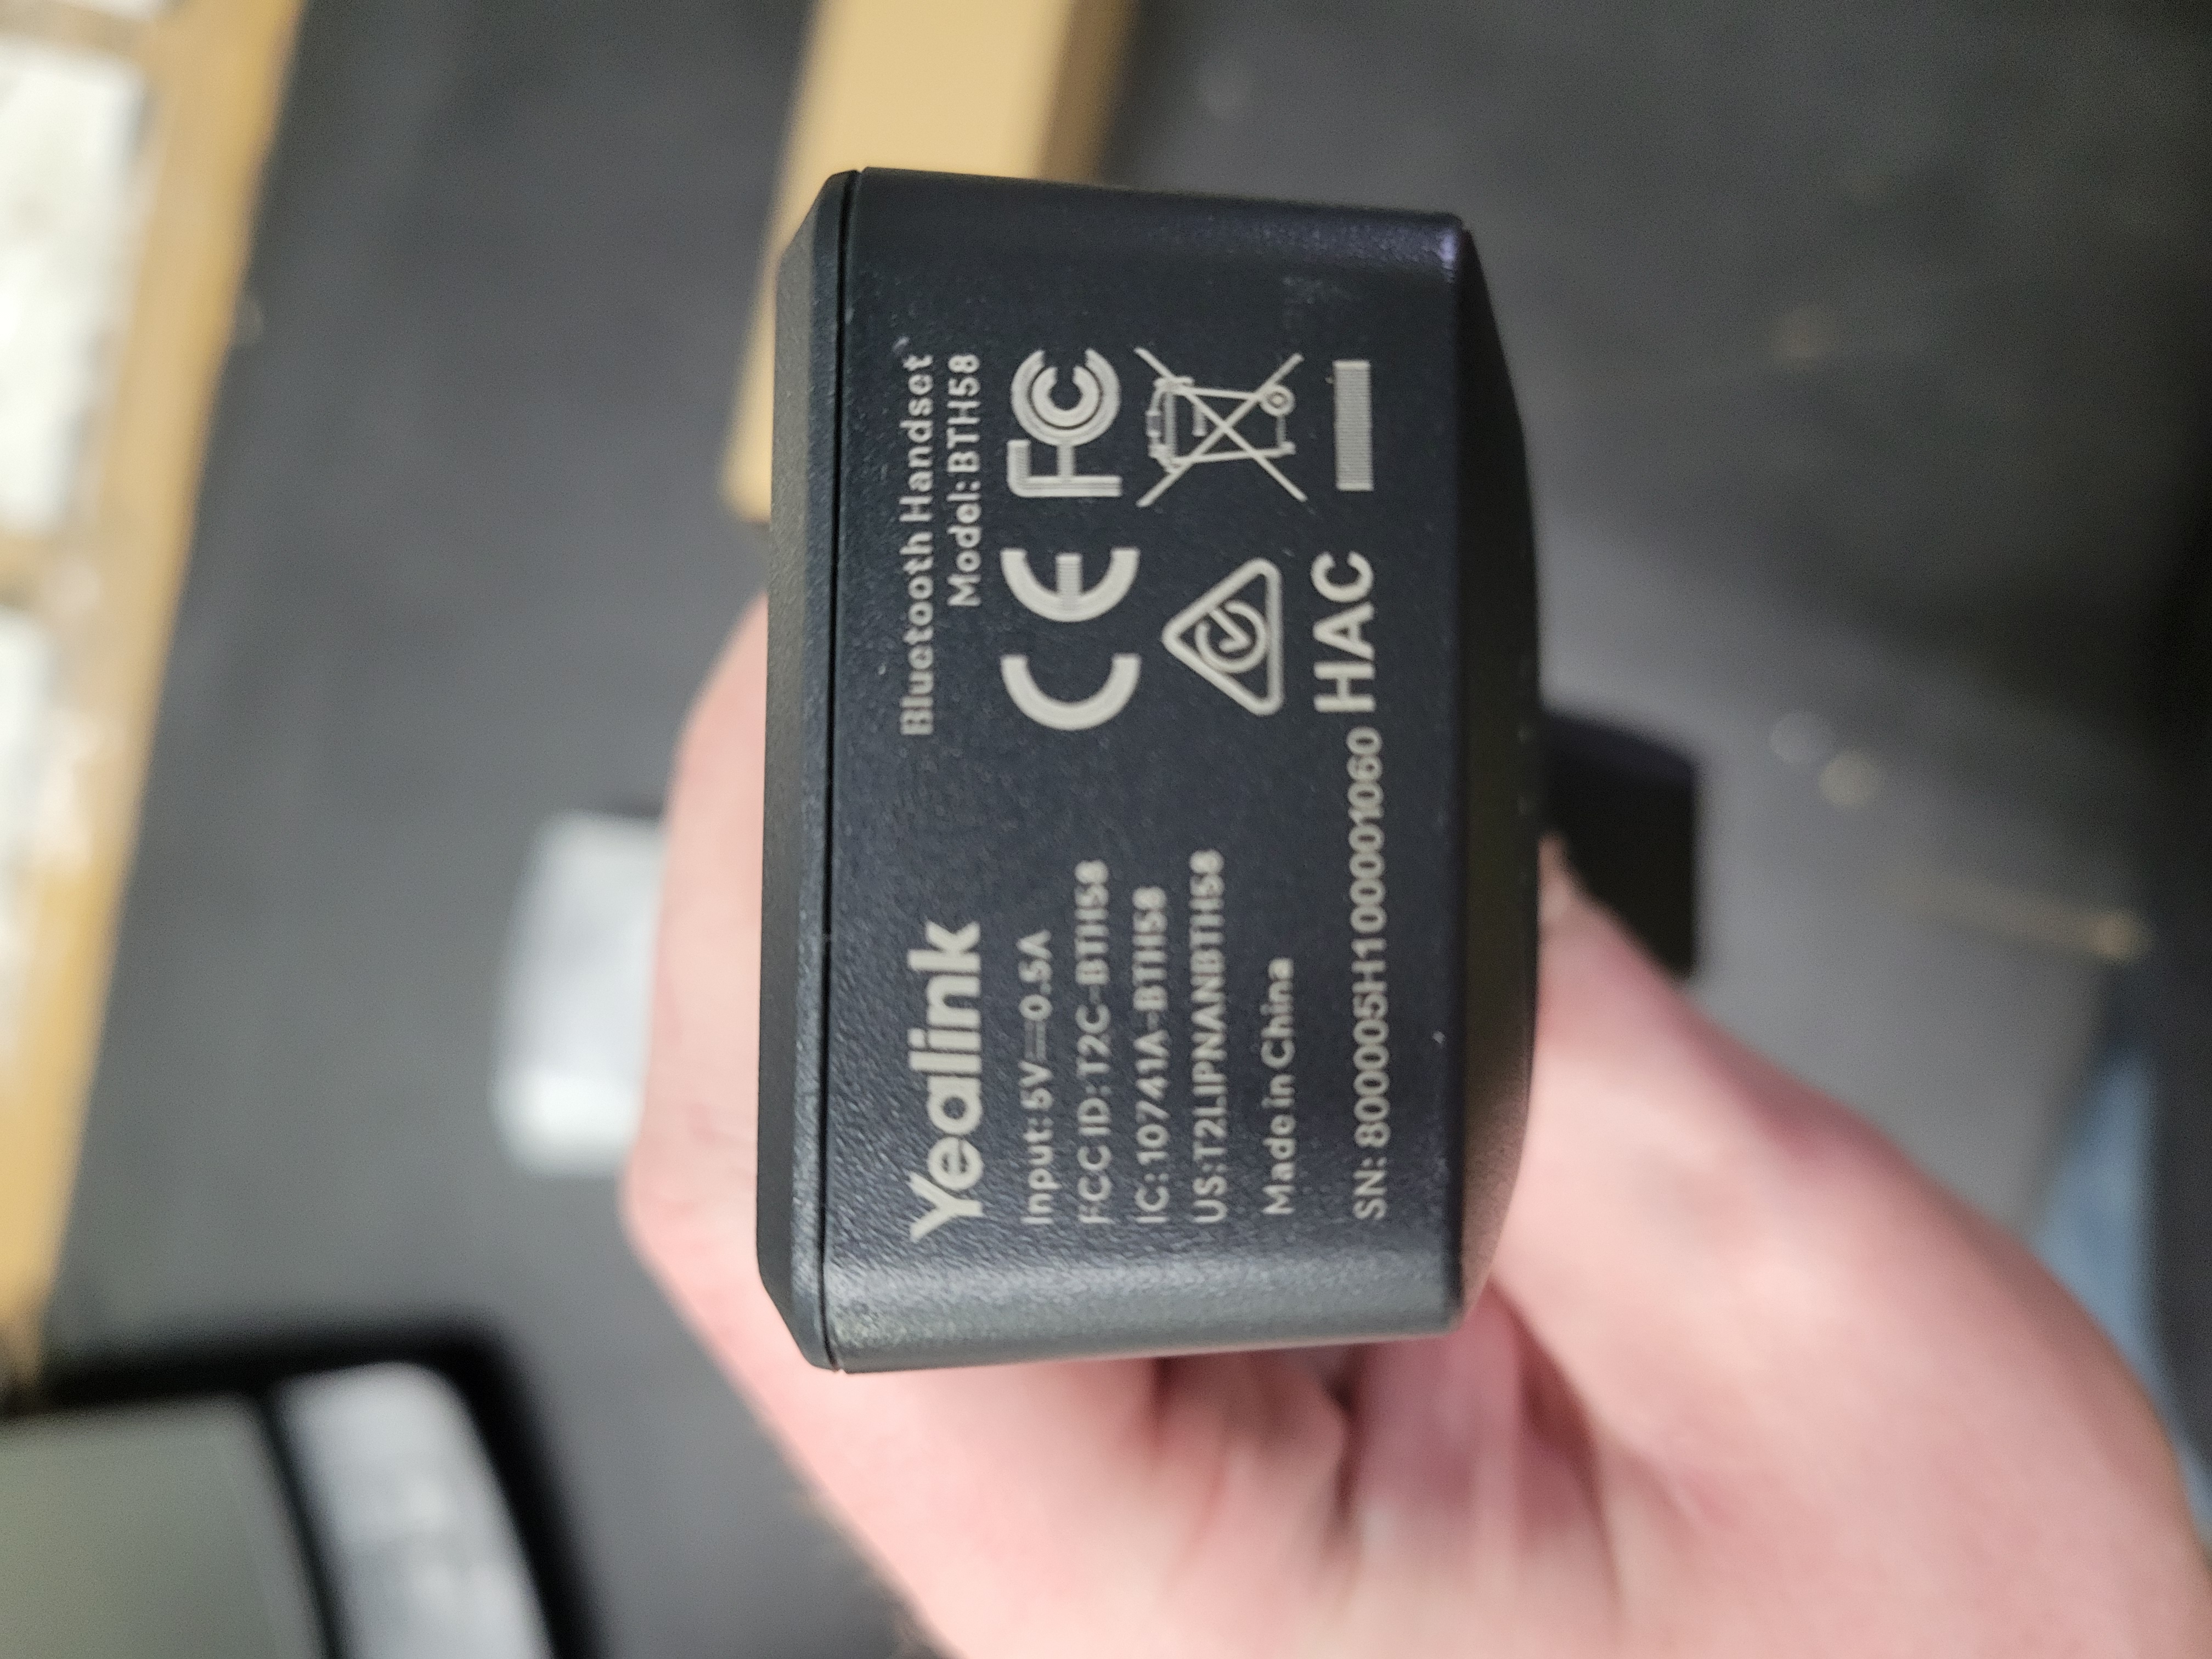 Yealink
Bluetooth Handset
Model: BTH58
Input: 5V⎓0.5A
FCC ID: T2C-BTH58
IC: 10741A-BTH58
US: T2LIPNANBTH58
Made in China
SN: 800005H100001060
CE FC
HAC